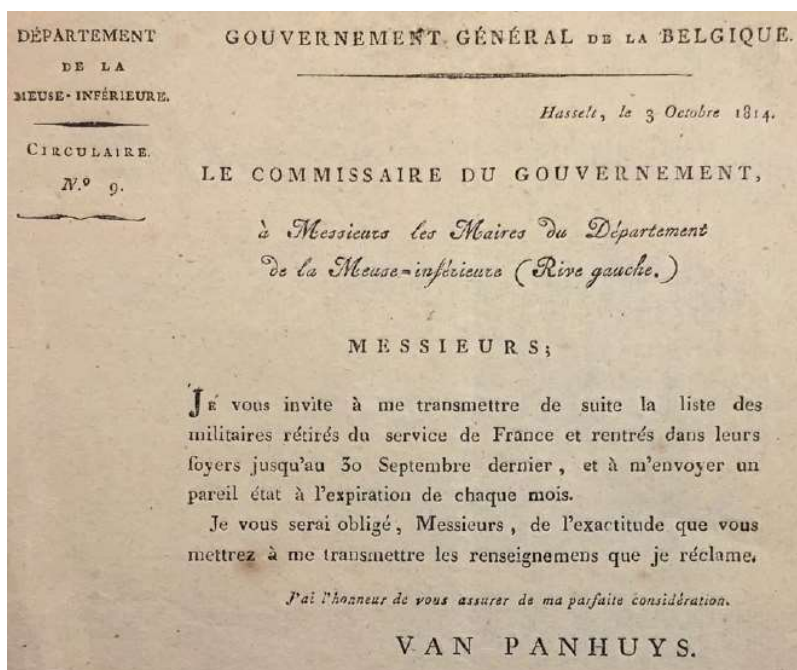 DÉPARTEMENT
DE LA
MEUSE-INFÉRIEURE.
CIRCULAIRE.
N.º 9.
GOUVERNEMENT GÉNÉRAL DE LA BELGIQUE.
Hasselt, le 3 Octobre 1814.
LE COMMISSAIRE DU GOUVERNEMENT,
à Messieurs les Maires du Département
de la Meuse-inférieure (Rive gauche.)
MESSIEURS;
JE vous invite à me transmettre de suite la liste des
militaires rétirés du service de France et rentrés dans leurs
foyers jusqu'au 30 Septembre dernier, et à m'envoyer un
pareil état à l'expiration de chaque mois.
Je vous serai obligé, Messieurs, de l'exactitude que vous
mettrez à me transmettre les renseignemens que je réclame.
J'ai l'honneur de vous assurer de ma parfaite considération.
VAN PANHUYS.